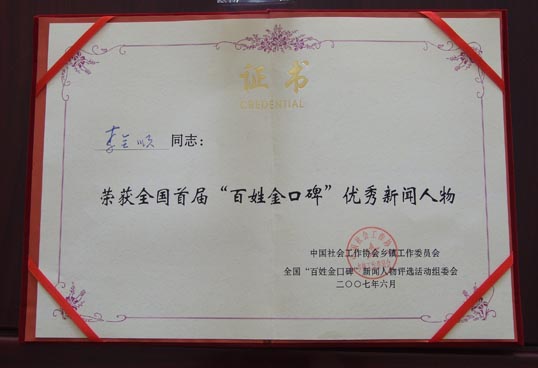 证书
CREDENTIAL
李 顺 同志：
荣获全国首届“百姓金口碑”优秀新闻人物
中国社会工作协会乡镇工作委员会
全国“百姓金口碑”新闻人物评选活动组委会
二〇〇七年六月